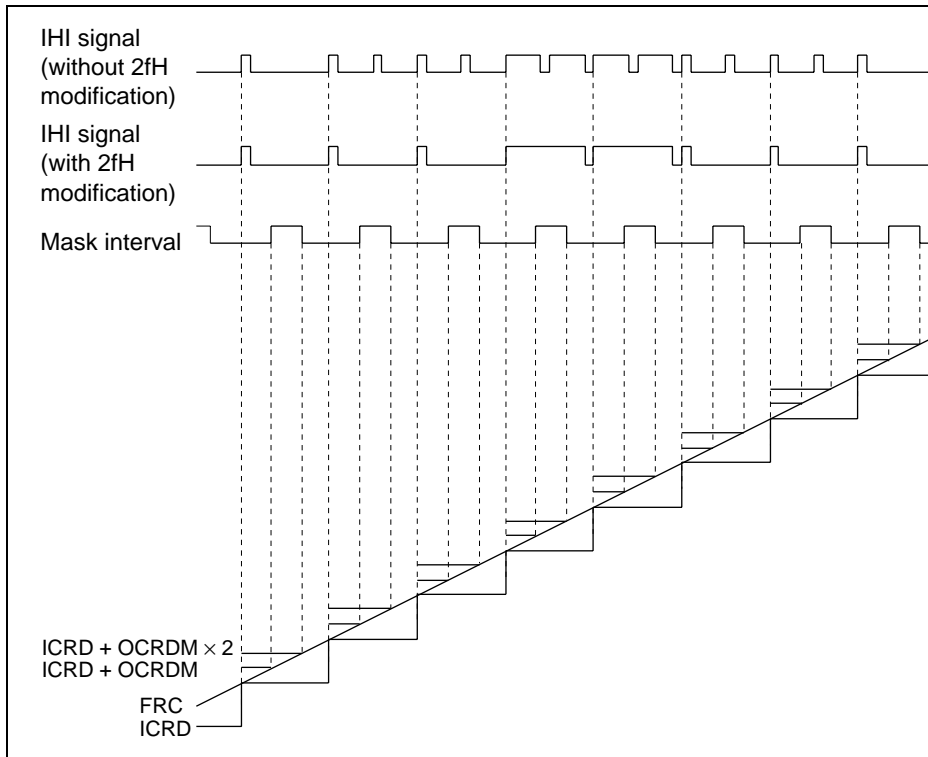 IHI signal
(without 2fH
modification)
IHI signal
(with 2fH
modification)
Mask interval
ICRD + OCRDM × 2
ICRD + OCRDM
FRC
ICRD